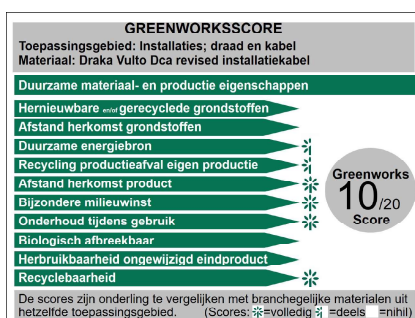 GREENWORKSSCORE
Toepassingsgebied: Installaties; draad en kabel
Materiaal: Draka Vulto Dca revised installatiekabel
Duurzame materiaal- en productie eigenschappen
Hernieuwbare en/of gerecyclede grondstoffen
Afstand herkomst grondstoffen
Duurzame energiebron
Recycling productieafval eigen productie
Afstand herkomst product
Bijzondere milieuwinst
Onderhoud tijdens gebruik
Biologisch afbreekbaar
Herbruikbaarheid ongewijzigd eindproduct
Recyclebaarheid
Greenworks
10/20
Score
De scores zijn onderling te vergelijken met branchegelijke materialen uit
hetzelfde toepassingsgebied. (Scores: =volledig =deels =nihil)